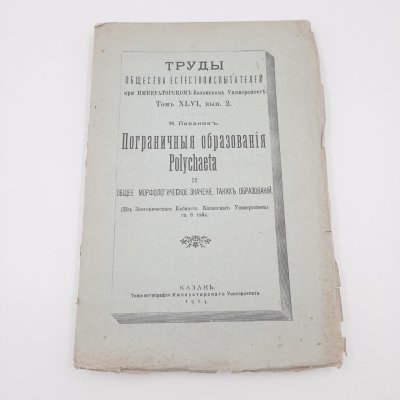 ТРУДЫ
ОБЩЕСТВА ЕСТЕСТВОИСПЫТАТЕЛЕЙ
при ИМПЕРАТОРСКОМЪ Казанскомъ Университетѣ.
Томъ XLVI, вып. 2.
Н. Ливановъ.
Пограничныя образованія
Polychaeta
И
ОБЩЕЕ МОРФОЛОГИЧЕСКОЕ ЗНАЧЕНІЕ ТАКИХЪ ОБРАЗОВАНІЙ.
(Изъ Зоотомическаго Кабинета Казанскаго Университета)
съ 8 табл.
КАЗАНЬ.
Типо-литографія Императорскаго Университета.
1914.